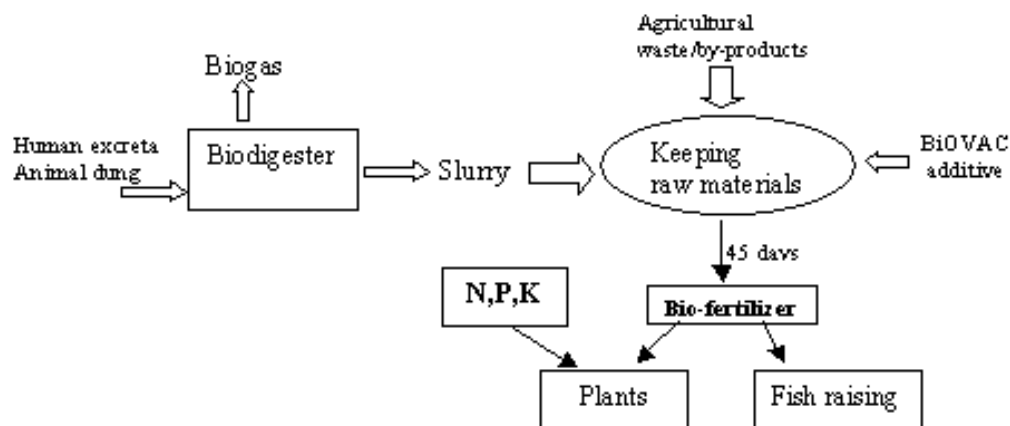 Agricultural
waste/by-products
Biogas
Human excreta
Animal dung
Biodigester
Slurry
Keeping
raw materials
BiOVAC
additive
45 days
N,P,K
Bio-fertilizer
Plants
Fish raising